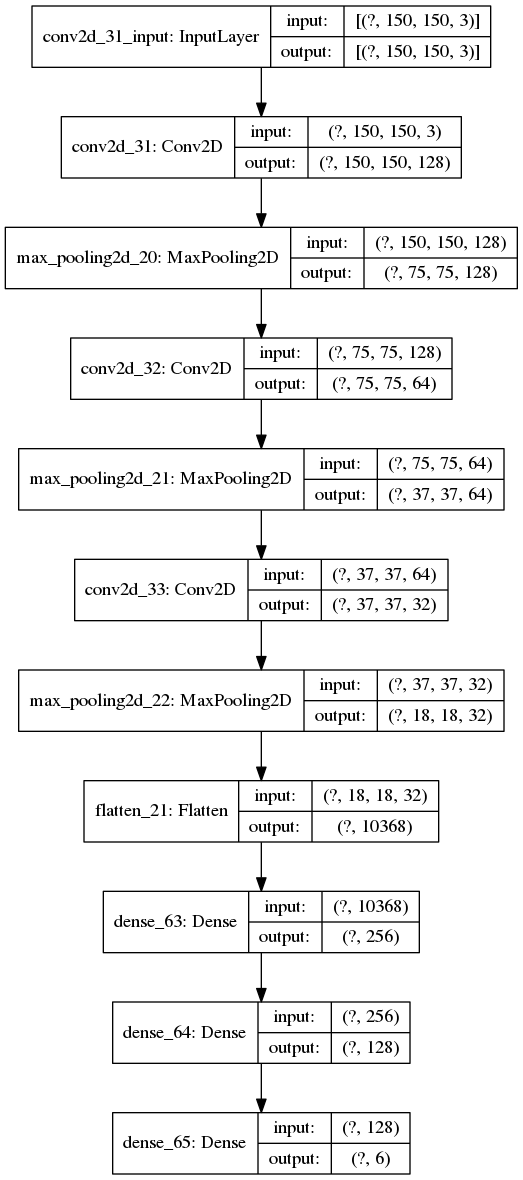 conv2d_31_input: InputLayer
input:
[(?, 150, 150, 3)]
output:
[(?, 150, 150, 3)]
conv2d_31: Conv2D
input:
(?, 150, 150, 3)
output:
(?, 150, 150, 128)
max_pooling2d_20: MaxPooling2D
input:
(?, 150, 150, 128)
output:
(?, 75, 75, 128)
conv2d_32: Conv2D
input:
(?, 75, 75, 128)
output:
(?, 75, 75, 64)
max_pooling2d_21: MaxPooling2D
input:
(?, 75, 75, 64)
output:
(?, 37, 37, 64)
conv2d_33: Conv2D
input:
(?, 37, 37, 64)
output:
(?, 37, 37, 32)
max_pooling2d_22: MaxPooling2D
input:
(?, 37, 37, 32)
output:
(?, 18, 18, 32)
flatten_21: Flatten
input:
(?, 18, 18, 32)
output:
(?, 10368)
dense_63: Dense
input:
(?, 10368)
output:
(?, 256)
dense_64: Dense
input:
(?, 256)
output:
(?, 128)
dense_65: Dense
input:
(?, 128)
output:
(?, 6)